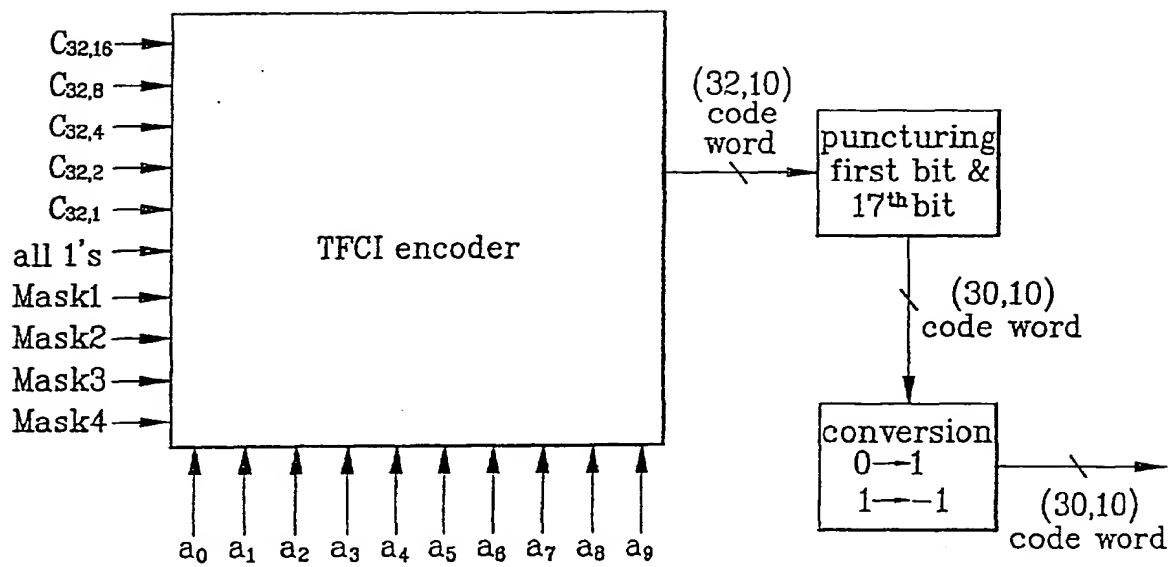 C32,16
C32,8
C32,4
C32,2
C32,1
all 1's
Mask1
Mask2
Mask3
Mask4
TFCI encoder
a0 a1 a2 a3 a4 a5 a6 a7 a8 a9
(32,10)
code
word
puncturing
first bit &
17th bit
(30,10)
code word
conversion
0→1
1→-1
(30,10)
code word